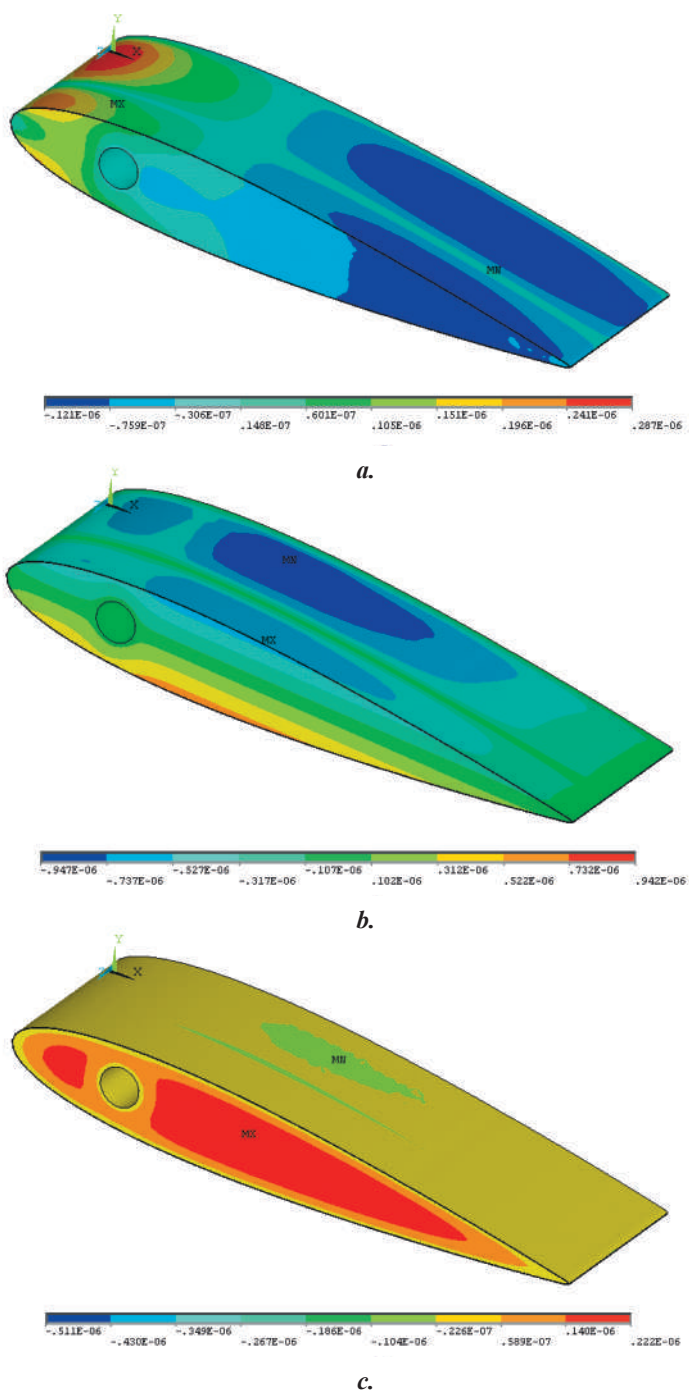 Y
Z X
MX
MN
-.121E-06 -.306E-07 .601E-07 .151E-06 .241E-06
-.759E-07 .148E-07 .105E-06 .196E-06 .287E-06
a.
Y
Z X
MN
MX
-.947E-06 -.527E-06 -.107E-06 .312E-06 .732E-06
-.737E-06 -.317E-06 .102E-06 .522E-06 .942E-06
b.
Y
Z X
MN
MX
-.511E-06 -.349E-06 -.186E-06 -.226E-07 .140E-06
-.430E-06 -.267E-06 -.104E-06 .589E-07 .222E-06
c.